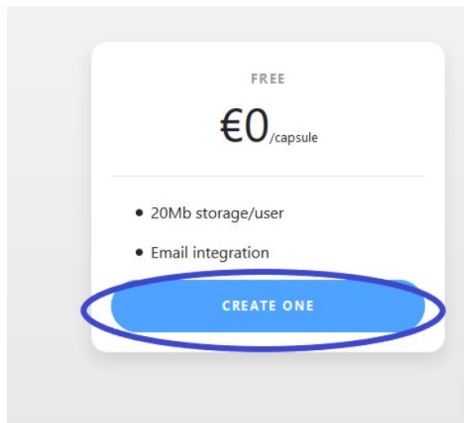 FREE
€0/capsule
20Mb storage/user
Email integration
CREATE ONE